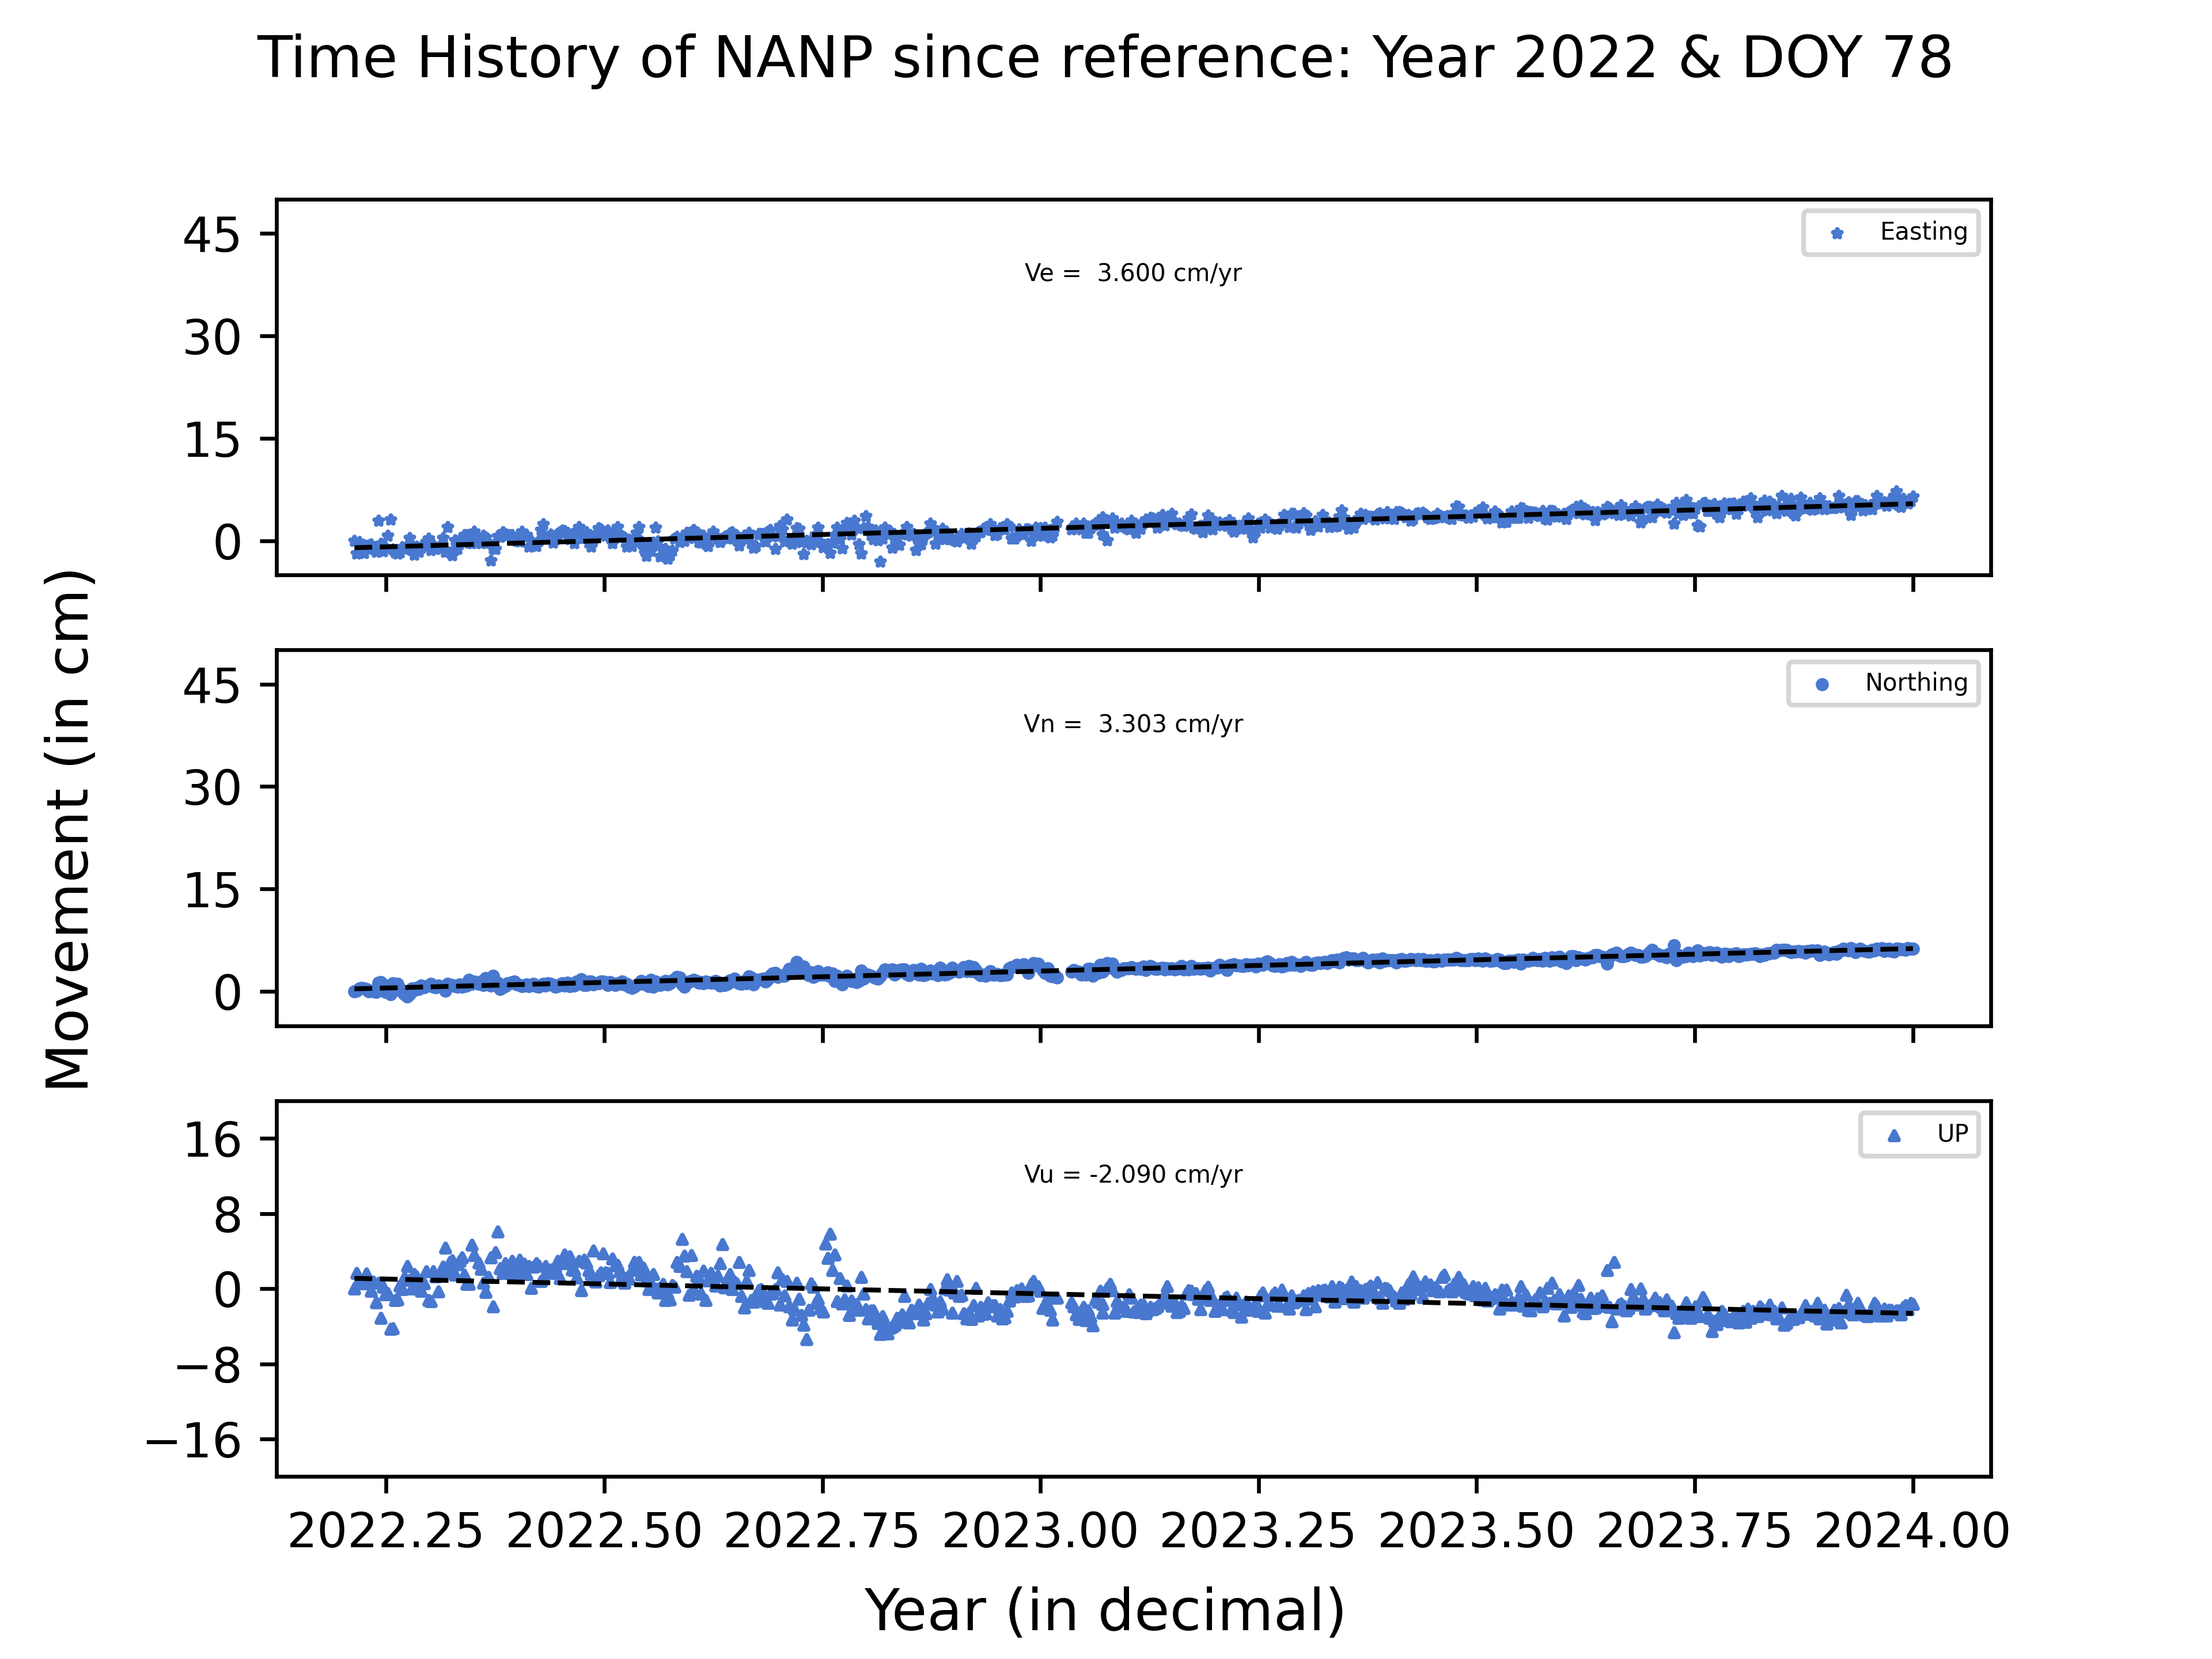 Time History of NANP since reference: Year 2022 & DOY 78
Movement (in cm)
45
30
15
0
Easting
Ve =  3.600 cm/yr
45
30
15
0
Northing
Vn =  3.303 cm/yr
16
8
0
−8
−16
UP
Vu = -2.090 cm/yr
2022.25 2022.50 2022.75 2023.00 2023.25 2023.50 2023.75 2024.00
Year (in decimal)